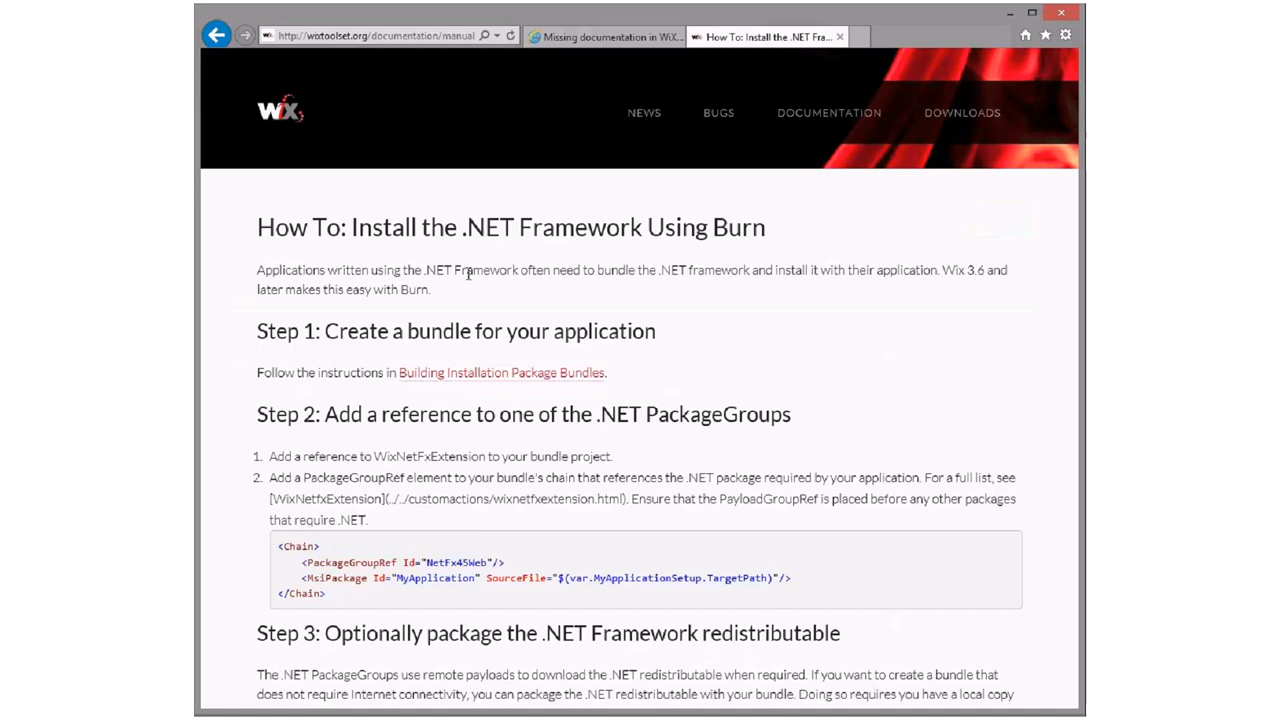 http://wixtoolset.org/documentation/manual
Missing documentation in WiX...
How To: Install the .NET Fra...
WiX
NEWS
BUGS
DOCUMENTATION
DOWNLOADS
How To: Install the .NET Framework Using Burn
Applications written using the .NET Framework often need to bundle the .NET framework and install it with their application. Wix 3.6 and
later makes this easy with Burn.
Step 1: Create a bundle for your application
Follow the instructions in Building Installation Package Bundles.
Step 2: Add a reference to one of the .NET PackageGroups
1. Add a reference to WixNetFxExtension to your bundle project.
2. Add a PackageGroupRef element to your bundle's chain that references the .NET package required by your application. For a full list, see
[WixNetfxExtension](../../customactions/wixnetfxextension.html). Ensure that the PayloadGroupRef is placed before any other packages
that require .NET.
<Chain>
<PackageGroupRef Id="NetFx45Web"/>
<MsiPackage Id="MyApplication" SourceFile="$(var.MyApplicationSetup.TargetPath)"/>
</Chain>
Step 3: Optionally package the .NET Framework redistributable
The .NET PackageGroups use remote payloads to download the .NET redistributable when required. If you want to create a bundle that
does not require Internet connectivity, you can package the .NET redistributable with your bundle. Doing so requires you have a local copy